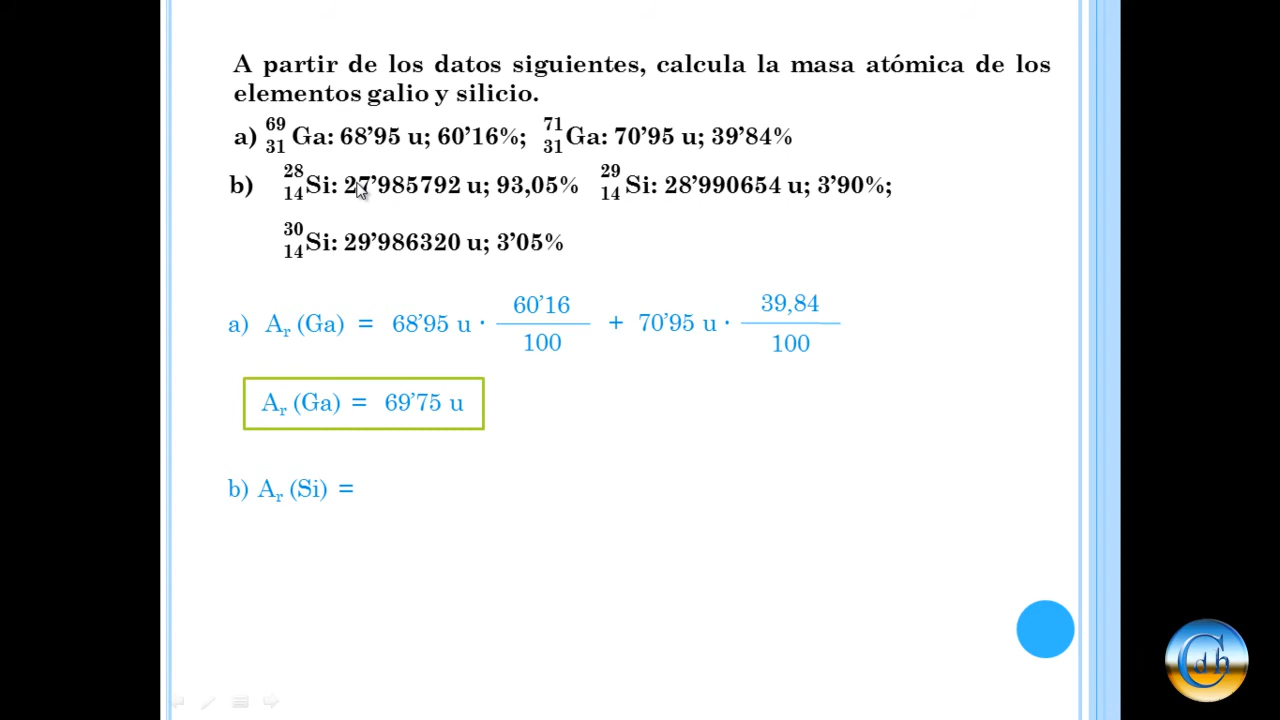 A partir de los datos siguientes, calcula la masa atómica de los
elementos galio y silicio.
a) 69 31 Ga: 68’95 u; 60’16%; 71 31 Ga: 70’95 u; 39’84%
b) 28 14 Si: 27’985792 u; 93,05% 29 14 Si: 28’990654 u; 3’90%;
30 14 Si: 29’986320 u; 3’05%
a) Ar (Ga) = 68’95 u · 60’16 / 100 + 70’95 u · 39,84 / 100
Ar (Ga) = 69’75 u
b) Ar (Si) =
C d h